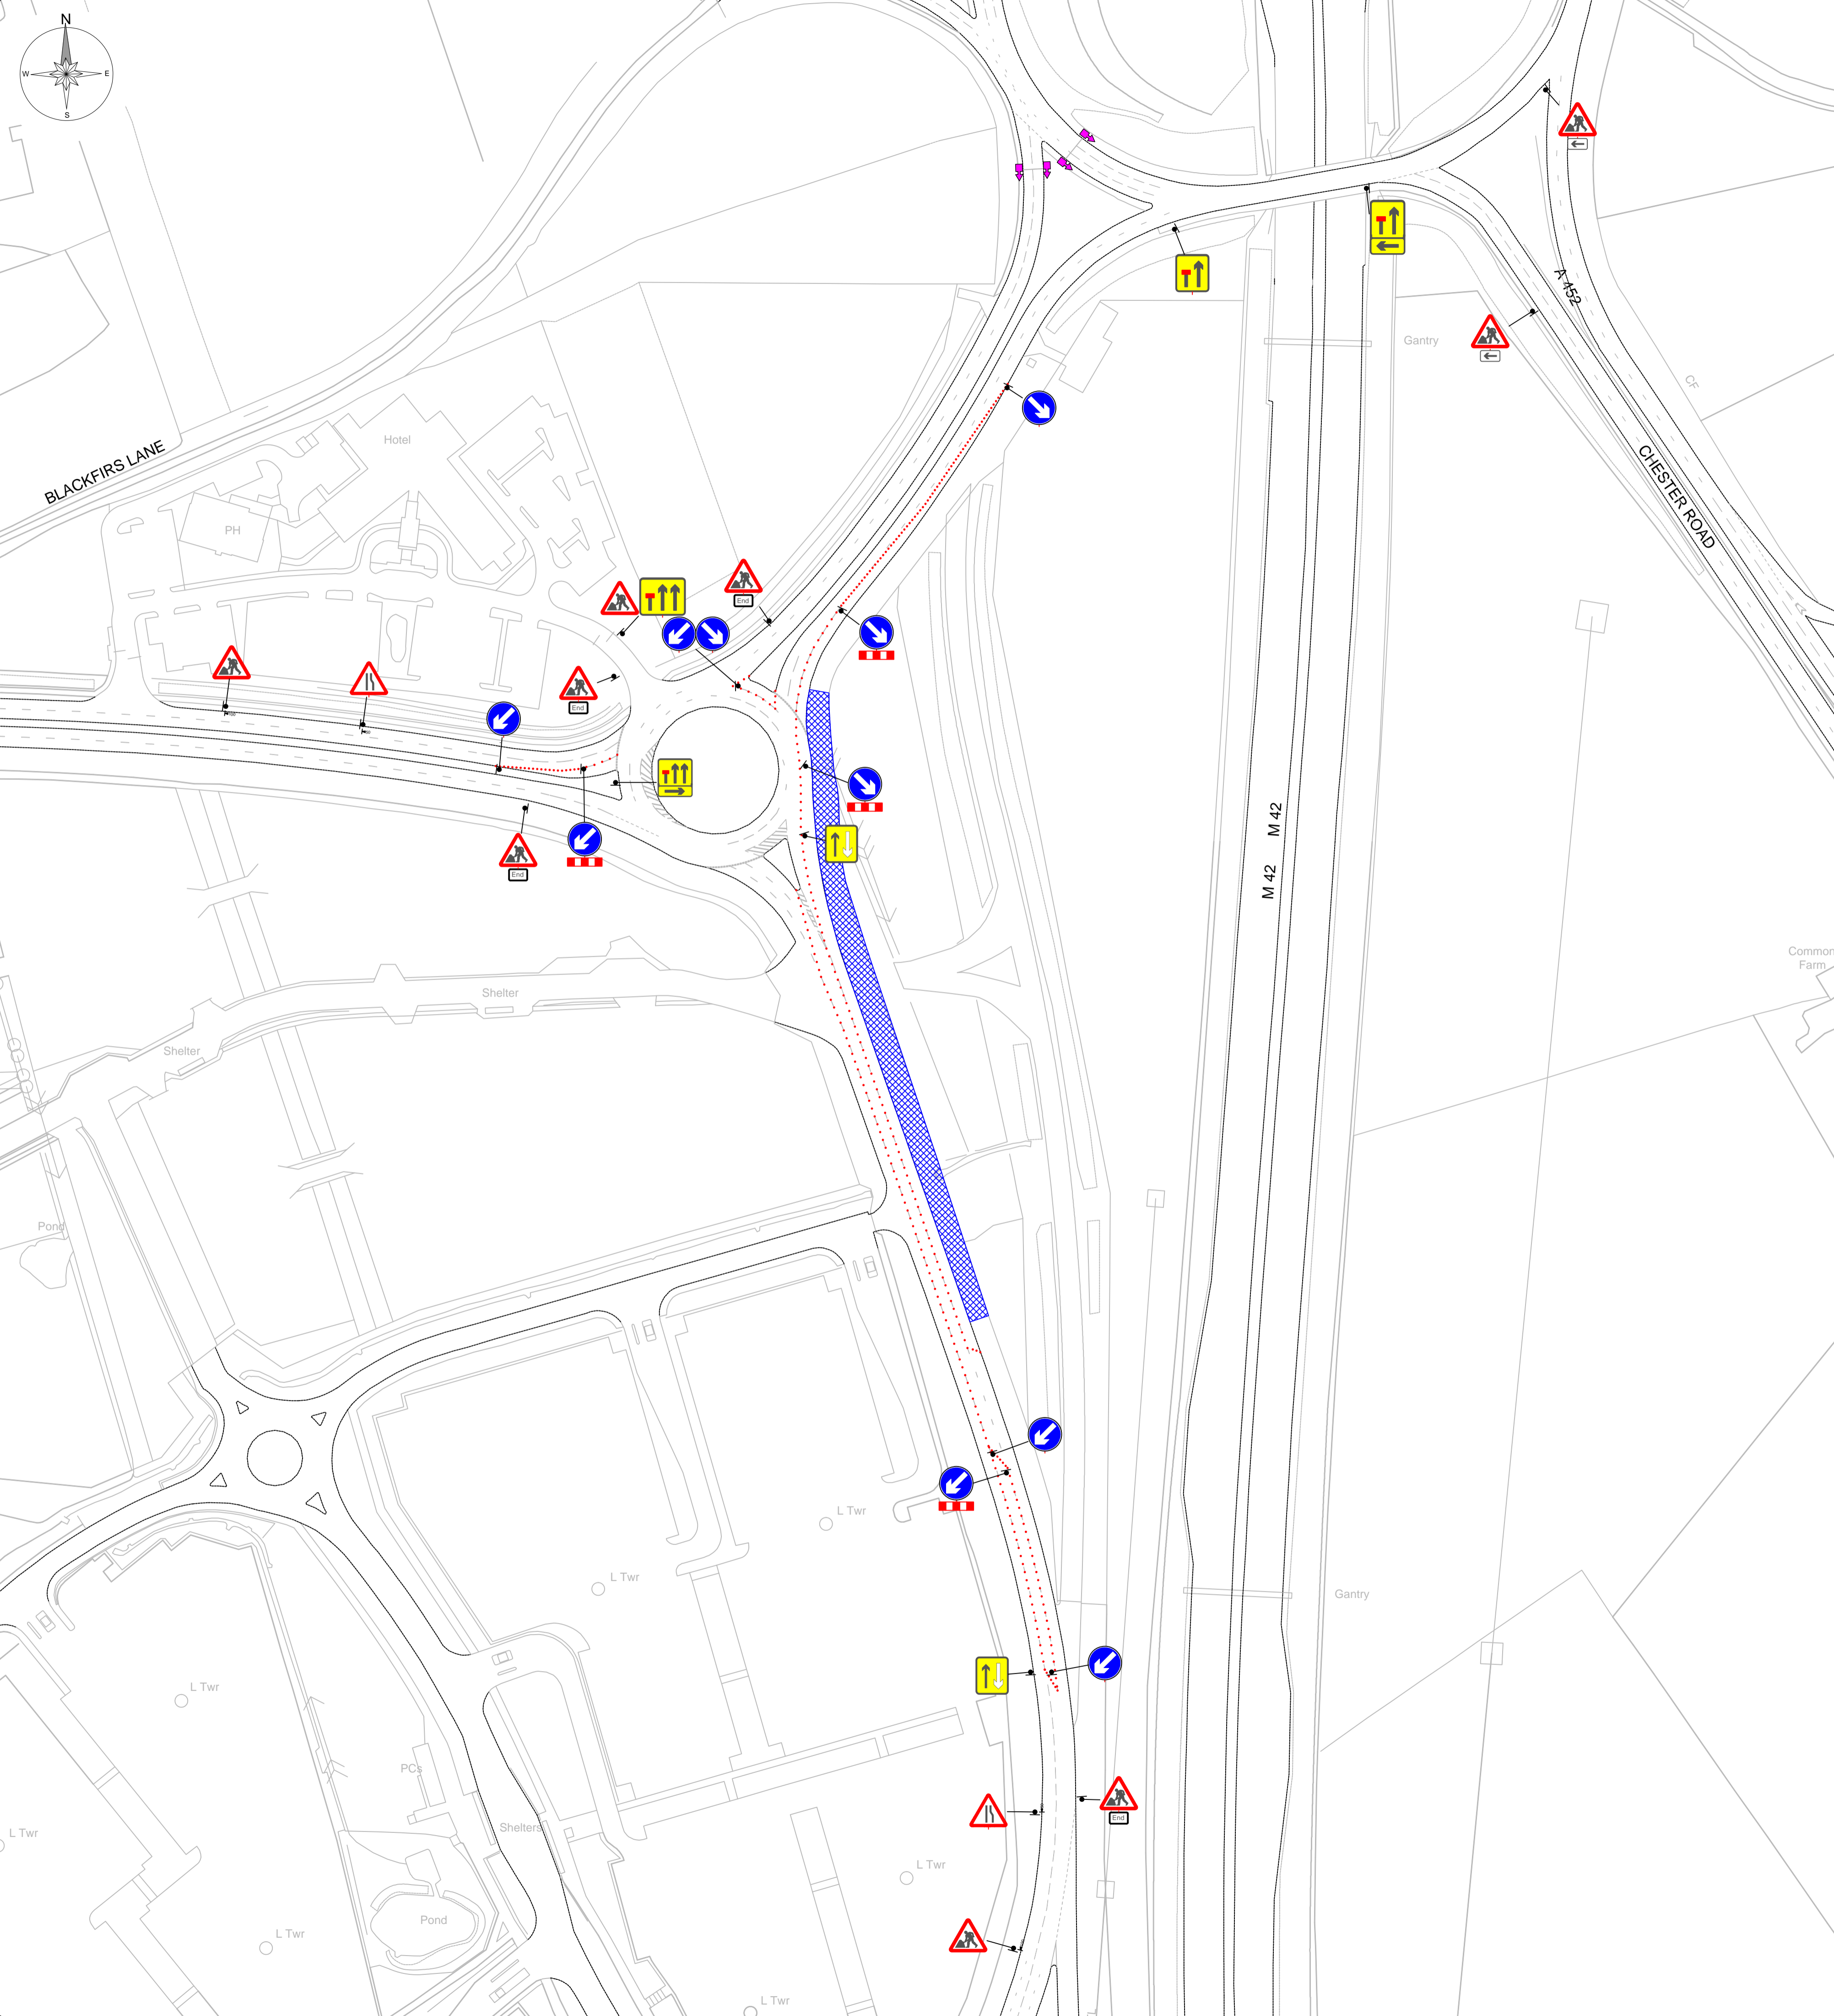 N
W
E
S
A 452
Gantry
CF
Hotel
BLACKFIRS LANE
CHESTER ROAD
PH
End
End
M 42
M 42
End
Common
Farm
Shelter
Shelter
Pond
L Twr
L Twr
Gantry
L Twr
PCs
End
Shelters
L Twr
L Twr
Pond
L Twr
L Twr